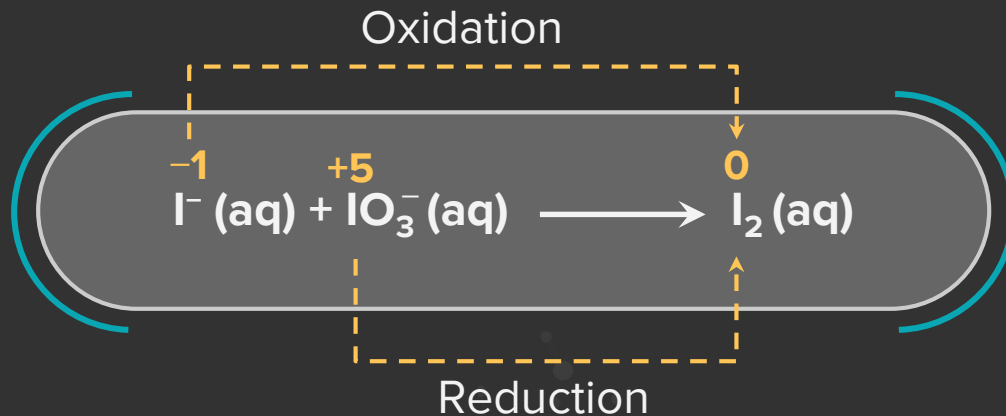 Oxidation
−1 +5 0
I⁻ (aq) + IO₃⁻ (aq) ⟶ I₂ (aq)
Reduction